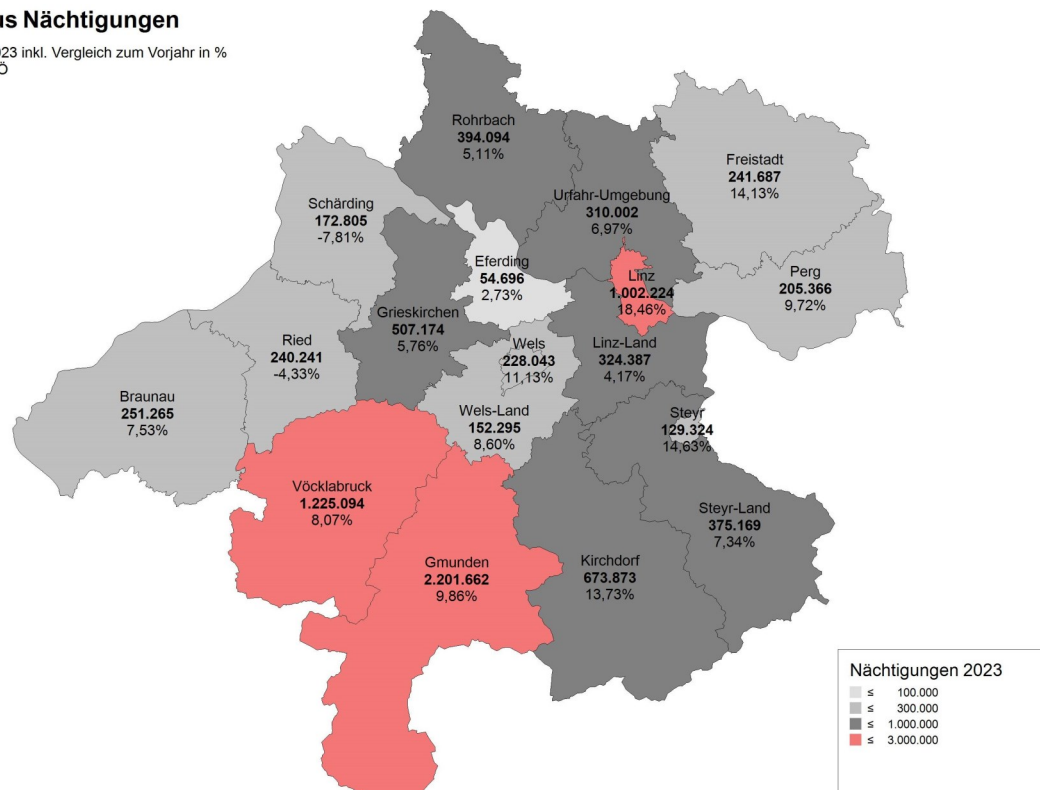 us Nächtigungen
023 inkl. Vergleich zum Vorjahr in %
Ö
Rohrbach
394.094
5,11%
Freistadt
241.687
14,13%
Urfahr-Umgebung
310.002
6,97%
Schärding
172.805
-7,81%
Eferding
54.696
2,73%
Linz
1.002.224
18,46%
Perg
205.366
9,72%
Grieskirchen
507.174
5,76%
Ried
240.241
-4,33%
Wels
228.043
11,13%
Linz-Land
324.387
4,17%
Braunau
251.265
7,53%
Wels-Land
152.295
8,60%
Steyr
129.324
14,63%
Vöcklabruck
1.225.094
8,07%
Steyr-Land
375.169
7,34%
Gmunden
2.201.662
9,86%
Kirchdorf
673.873
13,73%
Nächtigungen 2023
≤ 100.000
≤ 300.000
≤ 1.000.000
≤ 3.000.000